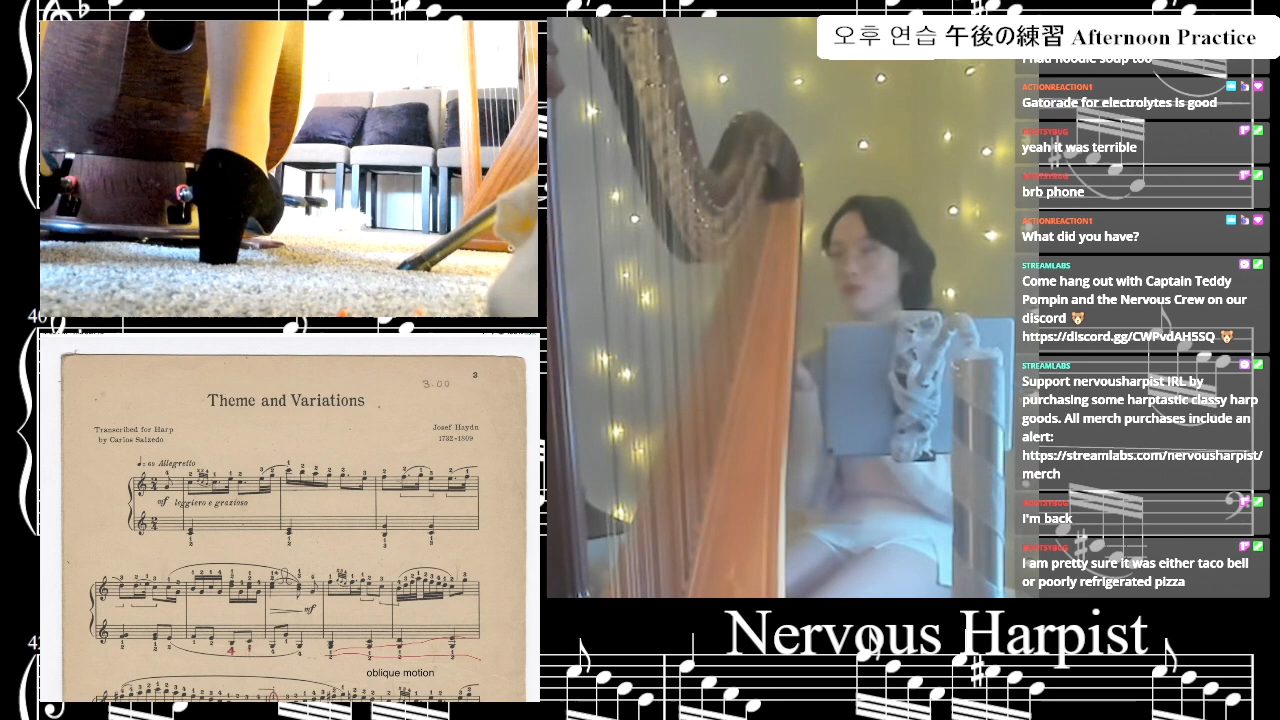 오후 연습 午後の練習 Afternoon Practice
I had noodle soup too
ACTIONREACTION1
Gatorade for electrolytes is good
yeah it was terrible
brb phone
ACTIONREACTION1
What did you have?
STREAMLABS
Come hang out with Captain Teddy
Pompin and the Nervous Crew on our
discord 🐻
https://discord.gg/CWPvdAH5SQ 🐻
STREAMLABS
Support nervousharpist IRL by
purchasing some harptastic classy harp
goods. All merch purchases include an
alert:
https://streamlabs.com/nervousharpist/
merch
I'm back
I am pretty sure it was either taco bell
or poorly refrigerated pizza
3
3.00
Theme and Variations
Transcribed for Harp
by Carlos Salzedo
Josef Haydn
1732-1809
Allegretto
mf leggiero e grazioso
mf
oblique motion
Nervous Harpist